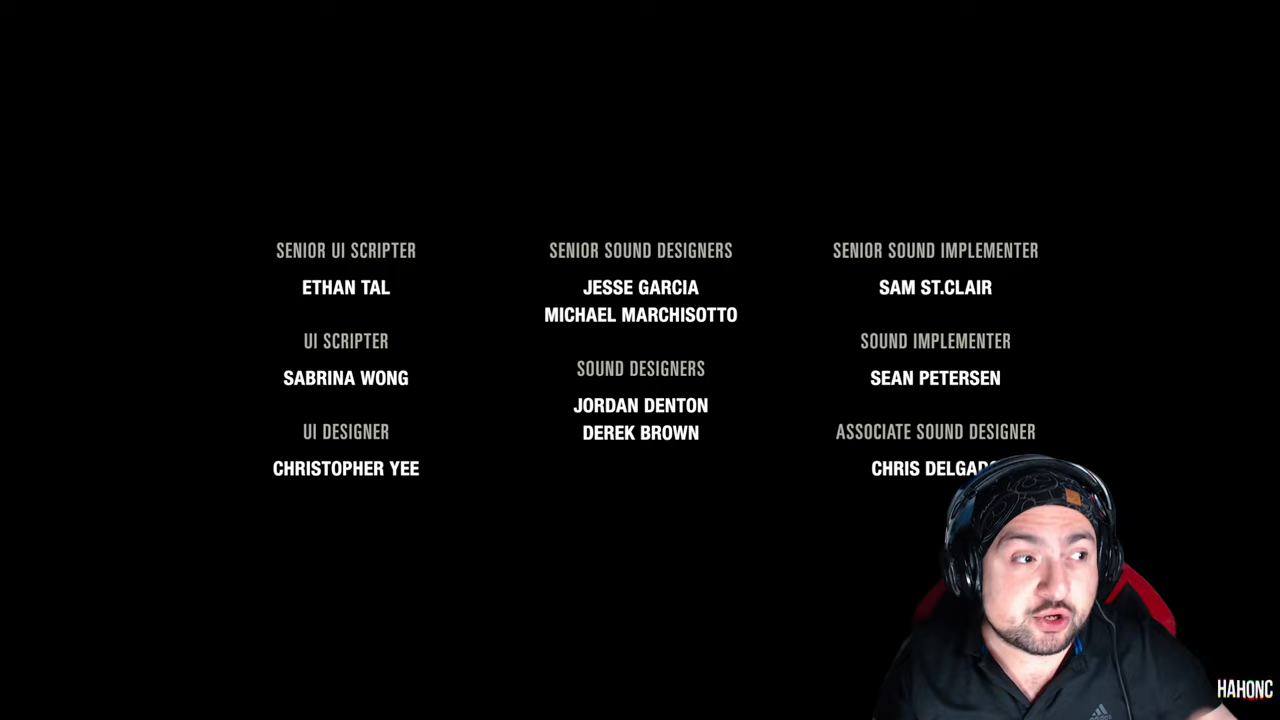 SENIOR UI SCRIPTER
ETHAN TAL
UI SCRIPTER
SABRINA WONG
UI DESIGNER
CHRISTOPHER YEE
SENIOR SOUND DESIGNERS
JESSE GARCIA
MICHAEL MARCHISOTTO
SOUND DESIGNERS
JORDAN DENTON
DEREK BROWN
SENIOR SOUND IMPLEMENTER
SAM ST.CLAIR
SOUND IMPLEMENTER
SEAN PETERSEN
ASSOCIATE SOUND DESIGNER
CHRIS
adidas
НАНОНС